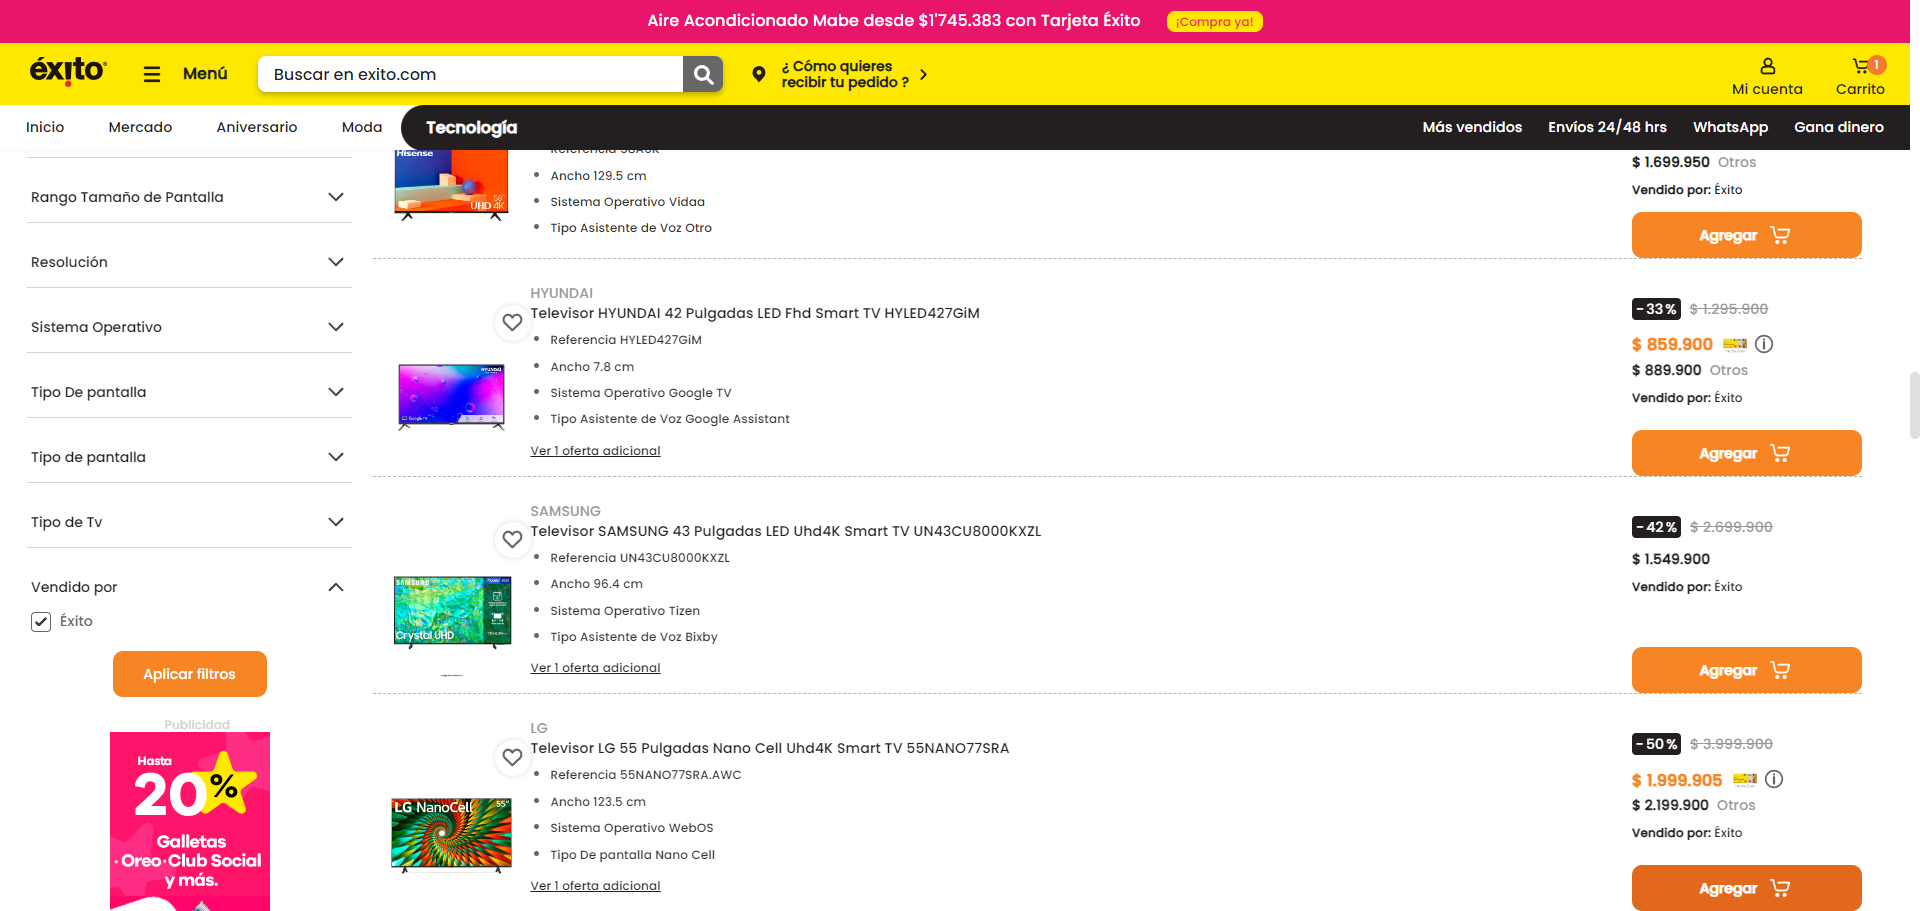 Aire Acondicionado Mabe desde $1'745.383 con Tarjeta Éxito ¡Compra ya!
éxito
Menú
Buscar en exito.com
¿ Cómo quieres
recibir tu pedido ?
Mi cuenta
1
Carrito
Inicio Mercado Aniversario Moda Tecnología Más vendidos Envíos 24/48 hrs WhatsApp Gana dinero
Rango Tamaño de Pantalla
Resolución
Sistema Operativo
Tipo De pantalla
Tipo de pantalla
Tipo de Tv
Vendido por
Éxito
Aplicar filtros
Publicidad
Hasta
20%
Galletas
·Oreo·Club Social
y más.
Hisense
58"
UHD 4K
Ancho 129.5 cm
Sistema Operativo Vidaa
Tipo Asistente de Voz Otro
$ 1.699.950 Otros
Vendido por: Éxito
Agregar
HYUNDAI
Televisor HYUNDAI 42 Pulgadas LED Fhd Smart TV HYLED427GiM
Referencia HYLED427GiM
Ancho 7.8 cm
Sistema Operativo Google TV
Tipo Asistente de Voz Google Assistant
Ver 1 oferta adicional
HYUNDAI
Google TV
-33% $ 1.295.900
$ 859.900
$ 889.900 Otros
Vendido por: Éxito
Agregar
SAMSUNG
Televisor SAMSUNG 43 Pulgadas LED Uhd4K Smart TV UN43CU8000KXZL
Referencia UN43CU8000KXZL
Ancho 96.4 cm
Sistema Operativo Tizen
Tipo Asistente de Voz Bixby
Ver 1 oferta adicional
SAMSUNG
Crystal UHD
-42% $ 2.699.900
$ 1.549.900
Vendido por: Éxito
Agregar
LG
Televisor LG 55 Pulgadas Nano Cell Uhd4K Smart TV 55NANO77SRA
Referencia 55NANO77SRA.AWC
Ancho 123.5 cm
Sistema Operativo WebOS
Tipo De pantalla Nano Cell
Ver 1 oferta adicional
LG NanoCell 55"
-50% $ 3.999.900
$ 1.999.905
$ 2.199.900 Otros
Vendido por: Éxito
Agregar